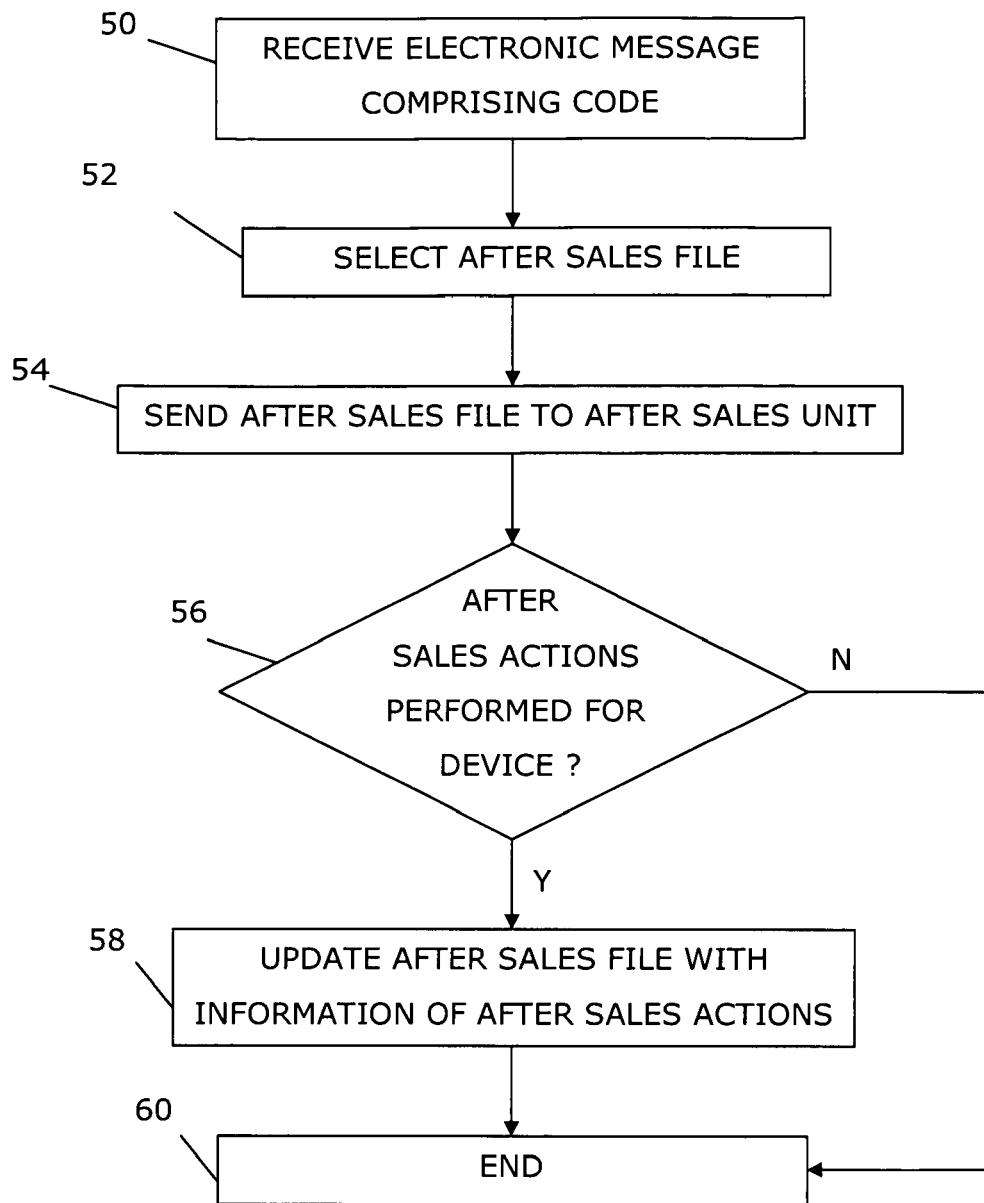 50
RECEIVE ELECTRONIC MESSAGE
COMPRISING CODE
52
SELECT AFTER SALES FILE
54
SEND AFTER SALES FILE TO AFTER SALES UNIT
56
AFTER
SALES ACTIONS
PERFORMED FOR
DEVICE ?
N
Y
58
UPDATE AFTER SALES FILE WITH
INFORMATION OF AFTER SALES ACTIONS
60
END